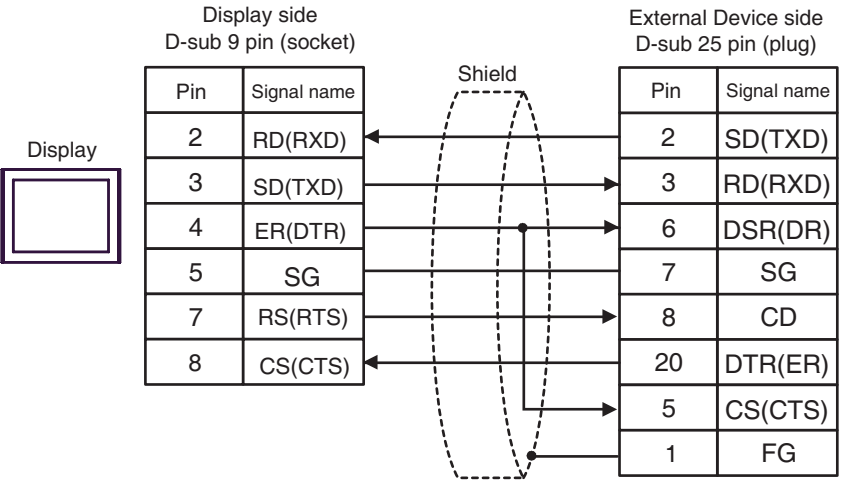 Display side
D-sub 9 pin (socket)
External Device side
D-sub 25 pin (plug)
Shield
Display
Pin Signal name
2 RD(RXD)
3 SD(TXD)
4 ER(DTR)
5 SG
7 RS(RTS)
8 CS(CTS)
Pin Signal name
2 SD(TXD)
3 RD(RXD)
6 DSR(DR)
7 SG
8 CD
20 DTR(ER)
5 CS(CTS)
1 FG